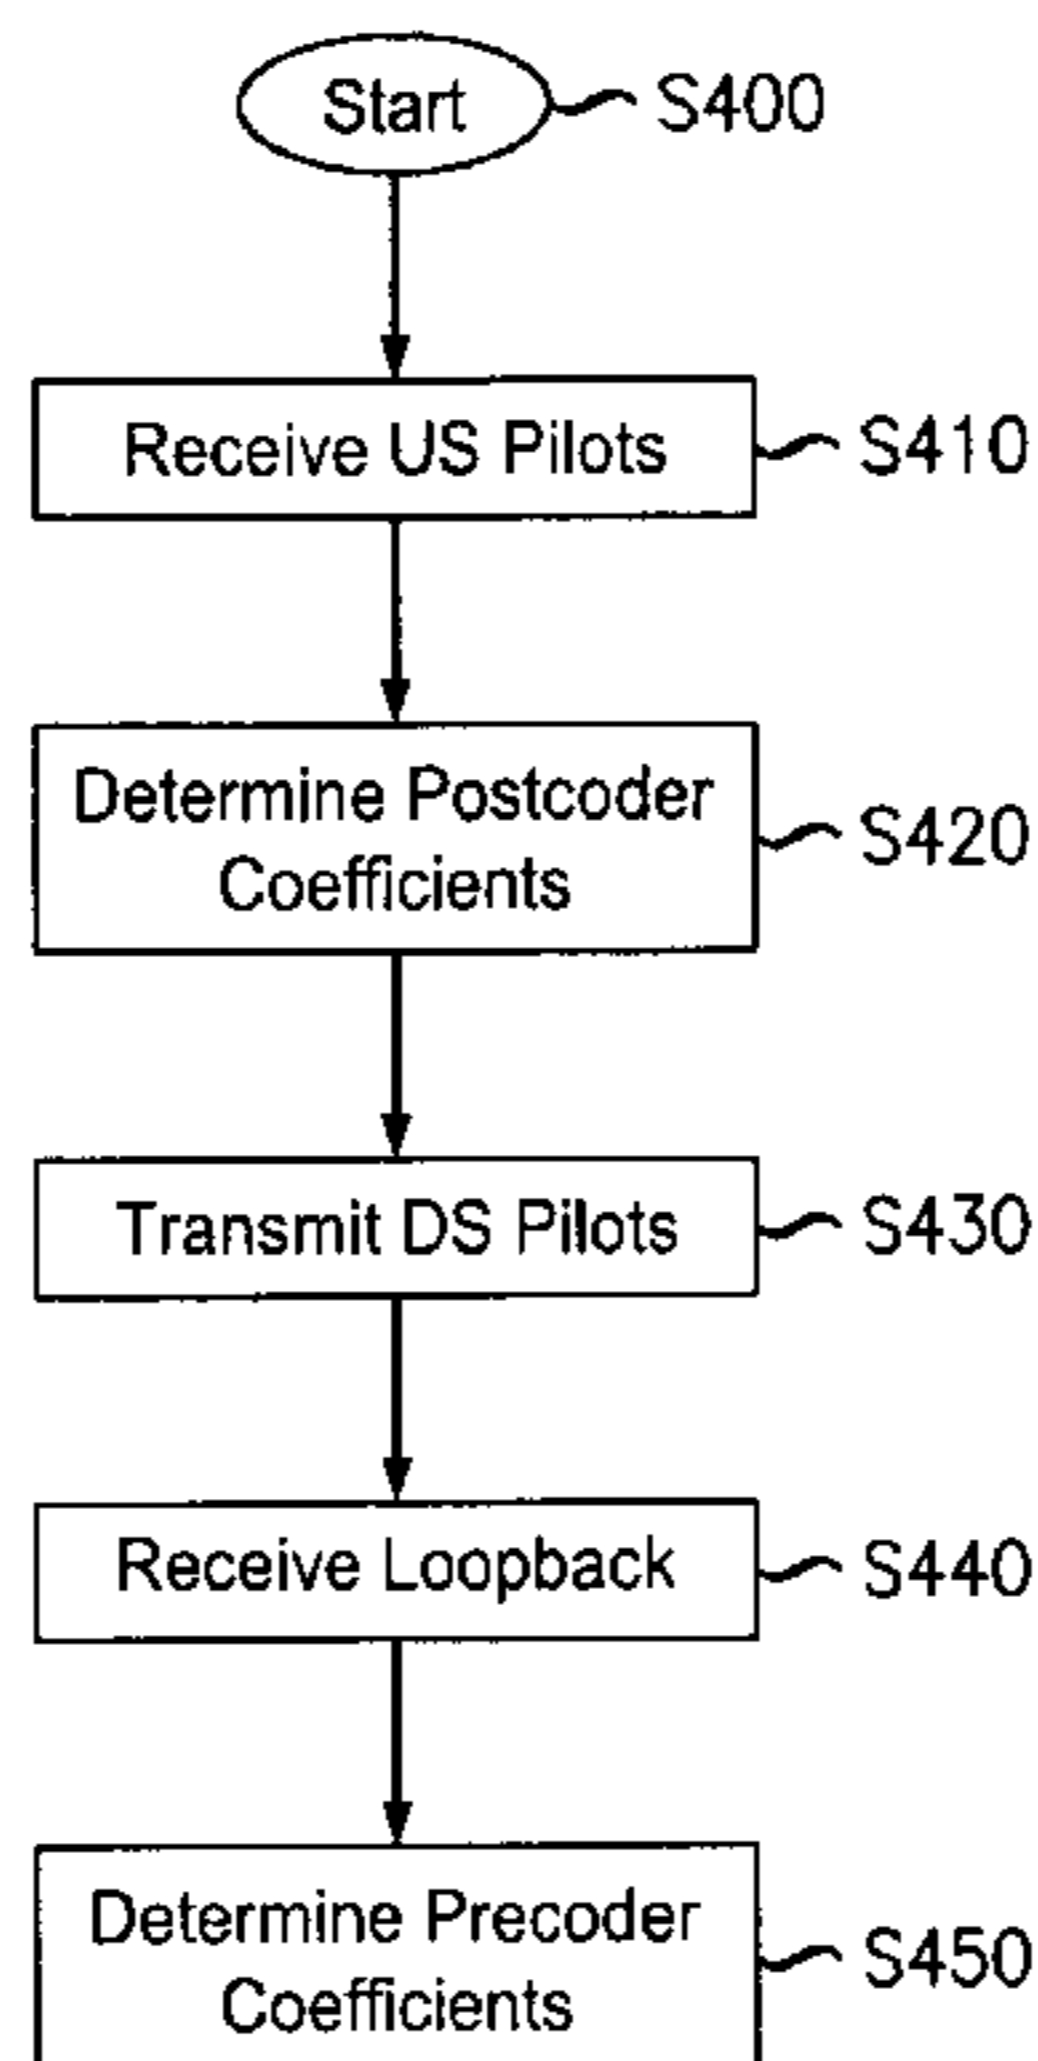 Start
S400
Receive US Pilots
S410
Determine Postcoder
Coefficients
S420
Transmit DS Pilots
S430
Receive Loopback
S440
Determine Precoder
Coefficients
S450